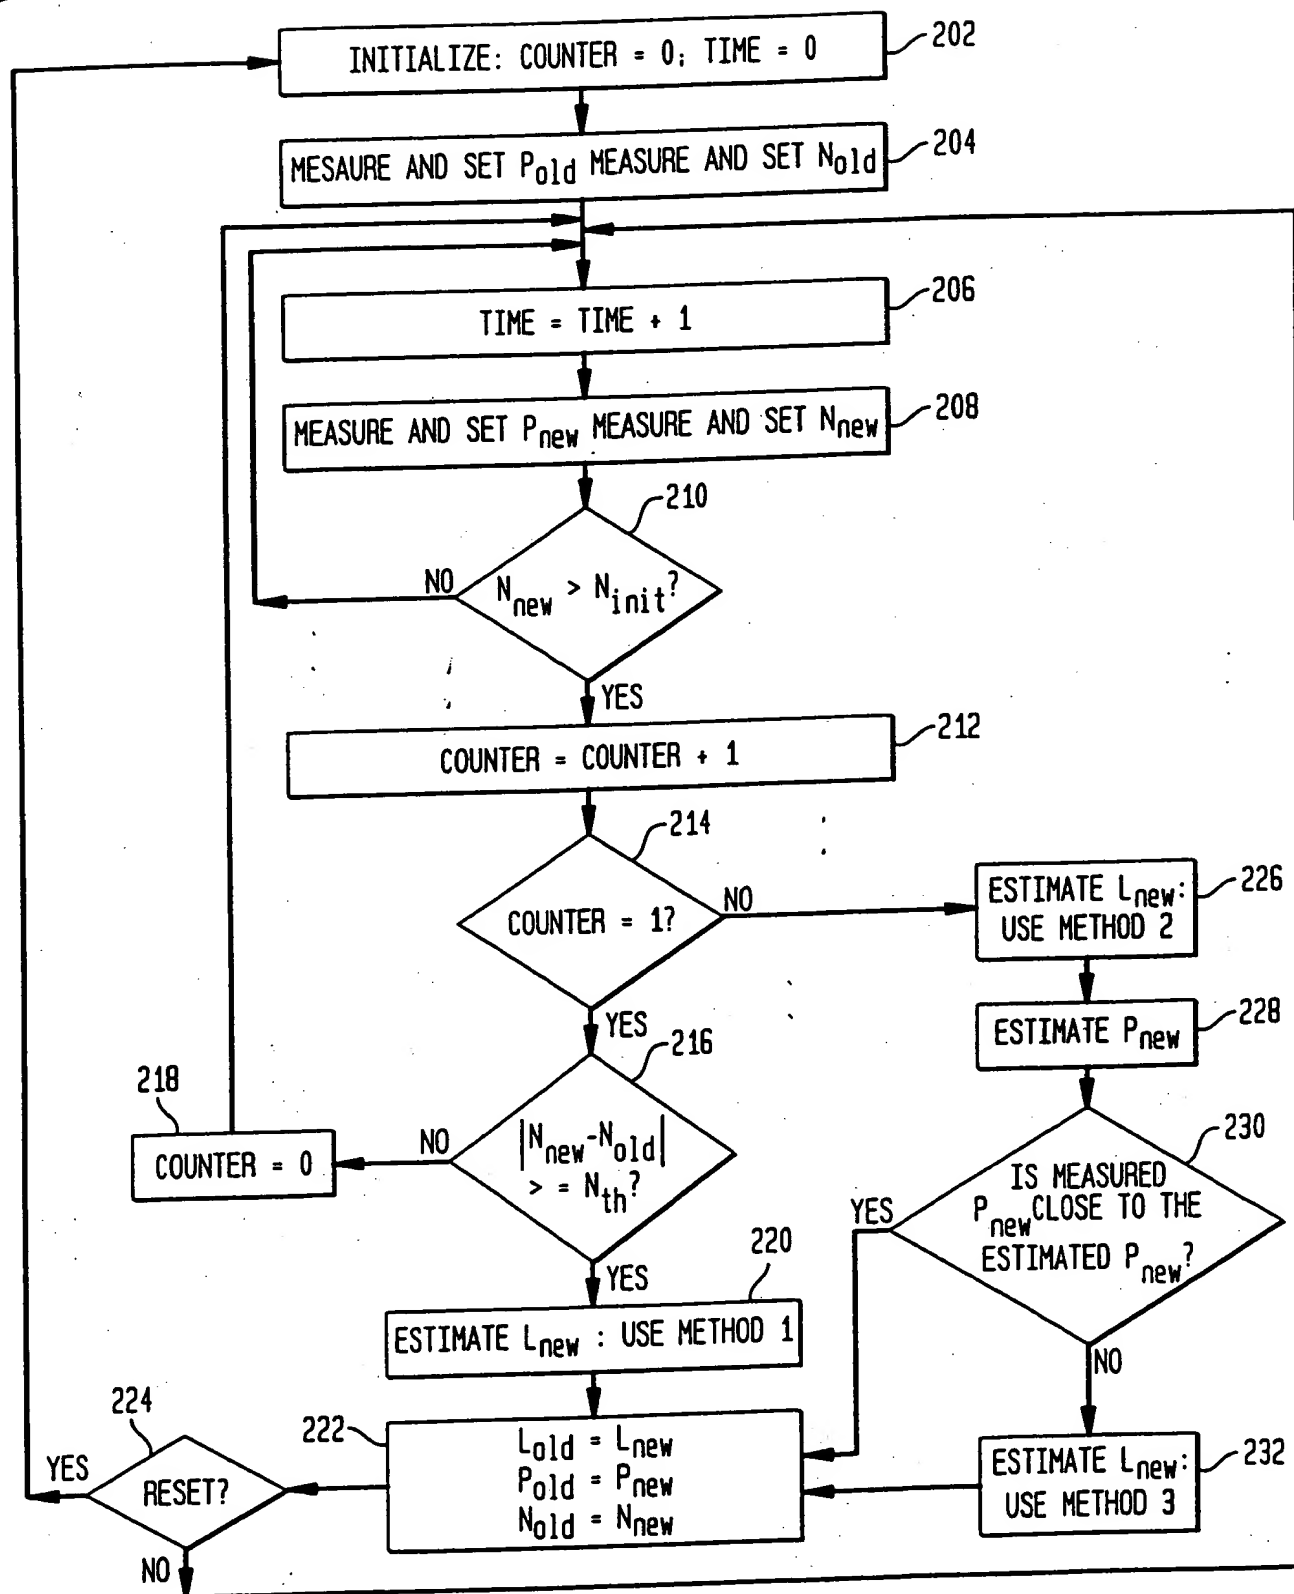 INITIALIZE: COUNTER = 0; TIME = 0
202
MESAURE AND SET Pold MEASURE AND SET Nold
204
TIME = TIME + 1
206
MEASURE AND SET Pnew MEASURE AND SET Nnew
208
210
NO
Nnew > Ninit?
YES
COUNTER = COUNTER + 1
212
214
COUNTER = 1?
NO
ESTIMATE Lnew:
USE METHOD 2
226
YES
ESTIMATE Pnew
228
216
218
COUNTER = 0
NO
|Nnew-Nold|
> = Nth?
230
IS MEASURED
Pnew CLOSE TO THE
ESTIMATED Pnew?
YES
YES
220
ESTIMATE Lnew : USE METHOD 1
NO
224
222
Lold = Lnew
Pold = Pnew
Nold = Nnew
ESTIMATE Lnew:
USE METHOD 3
232
YES
RESET?
NO